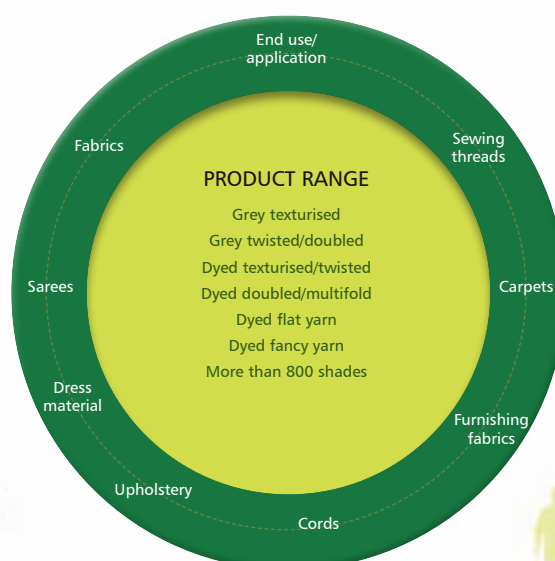 End use/
application
Fabrics
Sewing
threads
PRODUCT RANGE
Grey texturised
Grey twisted/doubled
Dyed texturised/twisted
Dyed doubled/multifold
Dyed flat yarn
Dyed fancy yarn
More than 800 shades
Sarees
Carpets
Dress
material
Furnishing
fabrics
Upholstery
Cords